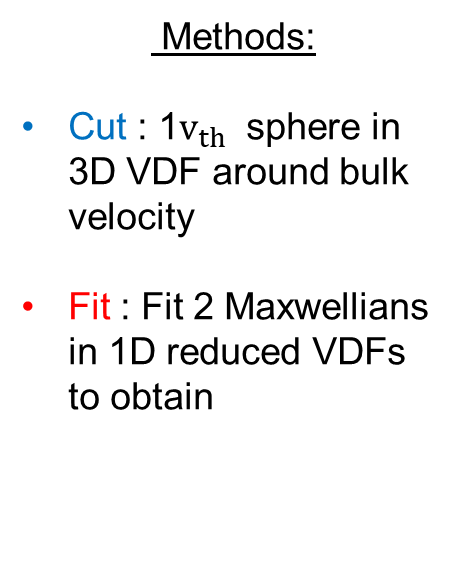 Methods:
• Cut : 1vth sphere in
3D VDF around bulk
velocity
• Fit : Fit 2 Maxwellians
in 1D reduced VDFs
to obtain